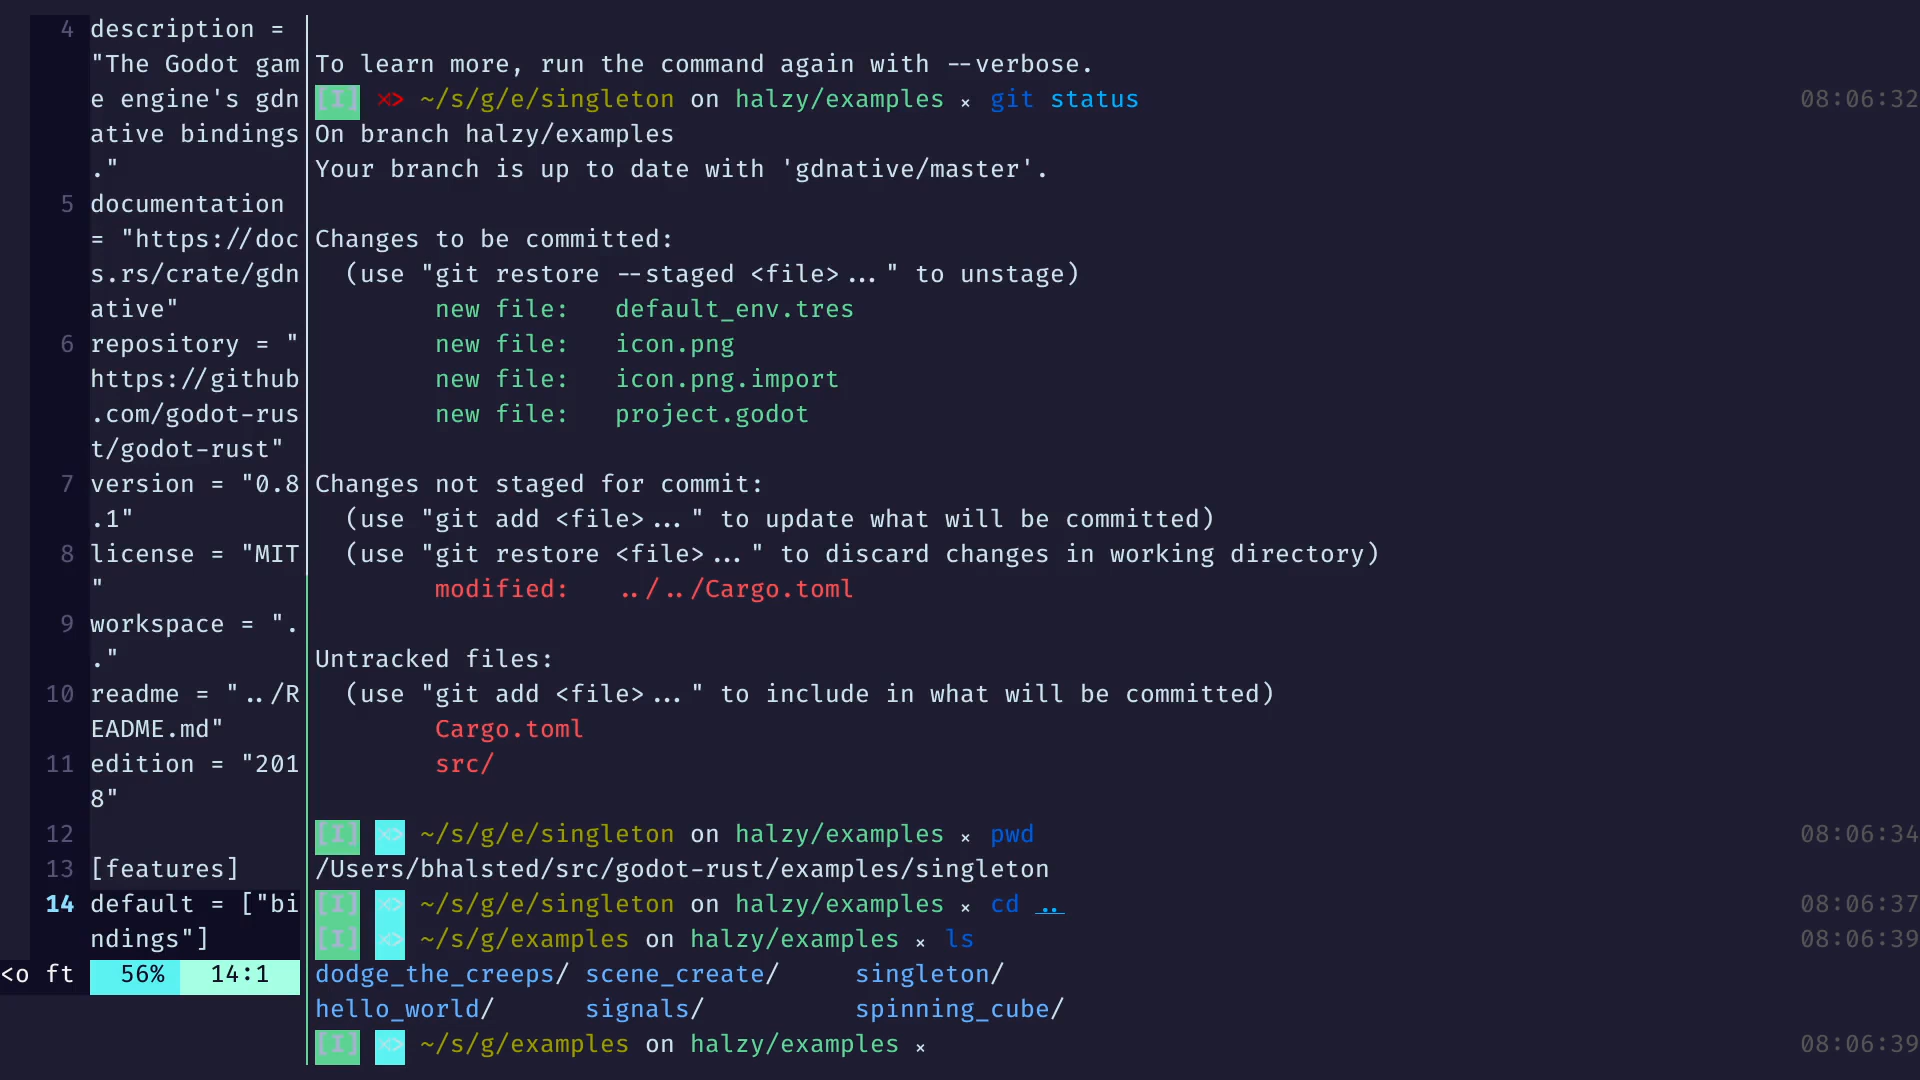 4 description =
"The Godot gam
e engine's gdn
ative bindings
."
5 documentation
= "https://doc
s.rs/crate/gdn
ative"
6 repository = "
https://github
.com/godot-rus
t/godot-rust"
7 version = "0.8
.1"
8 license = "MIT
"
9 workspace = ".
."
10 readme = "../R
EADME.md"
11 edition = "201
8"
12
13 [features]
14 default = ["bi
ndings"]
<o ft 56% 14:1
To learn more, run the command again with --verbose.
[I] ×> ~/s/g/e/singleton on halzy/examples × git status 08:06:32
On branch halzy/examples
Your branch is up to date with 'gdnative/master'.
Changes to be committed:
(use "git restore --staged <file>..." to unstage)
new file: default_env.tres
new file: icon.png
new file: icon.png.import
new file: project.godot
Changes not staged for commit:
(use "git add <file>..." to update what will be committed)
(use "git restore <file>..." to discard changes in working directory)
modified: ../../Cargo.toml
Untracked files:
(use "git add <file>..." to include in what will be committed)
Cargo.toml
src/
[I] ×> ~/s/g/e/singleton on halzy/examples × pwd 08:06:34
/Users/bhalsted/src/godot-rust/examples/singleton
[I] ×> ~/s/g/e/singleton on halzy/examples × cd .. 08:06:37
[I] ×> ~/s/g/examples on halzy/examples × ls 08:06:39
dodge_the_creeps/ scene_create/ singleton/
hello_world/ signals/ spinning_cube/
[I] ×> ~/s/g/examples on halzy/examples × 08:06:39